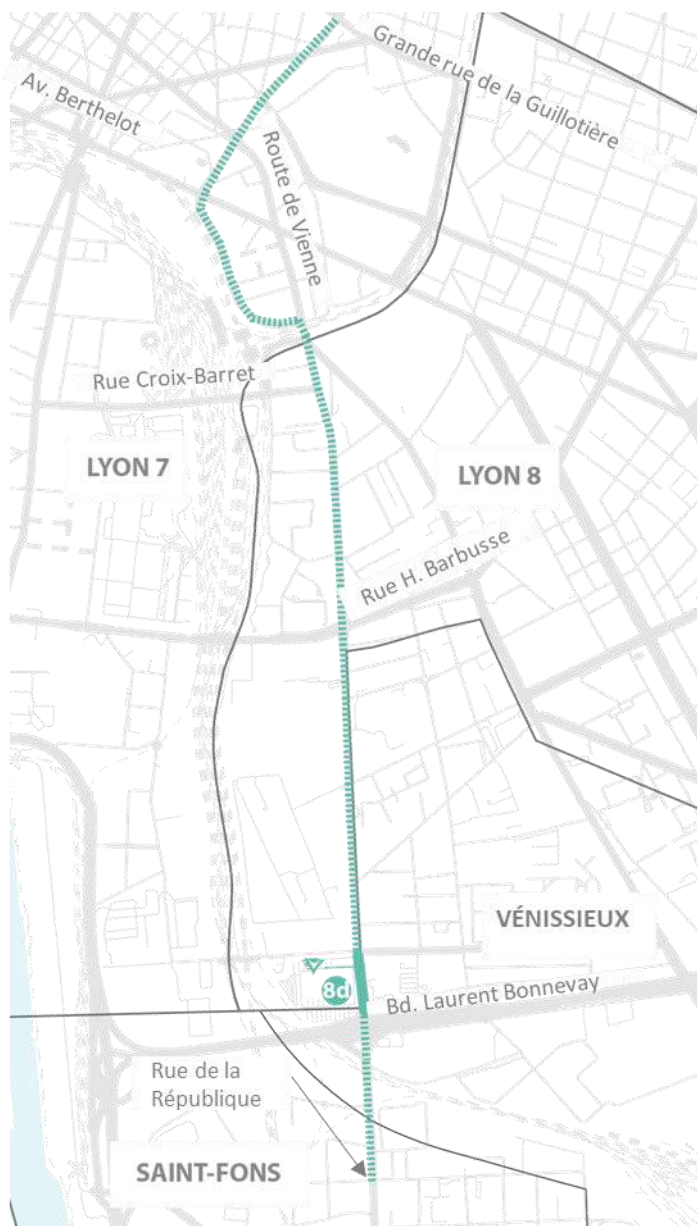 Grande rue de la Guillotière
Av. Berthelot
Route de Vienne
Rue Croix-Barret
LYON 7
LYON 8
Rue H. Barbusse
VÉNISSIEUX
8d
Bd. Laurent Bonnevay
Rue de la
République
SAINT-FONS